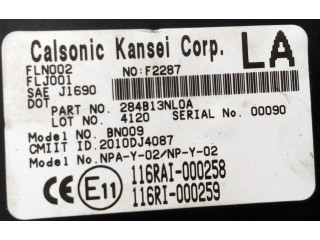 Calsonic Kansei Corp. LA
FLN002 NO:F2287
FLJ001
SAE J1690
DOT
PART NO. 284B13NL0A
LOT NO. 4120 SERIAL No. 00090
Model No. BN009
CMIIT ID.2010DJ4087
Model No.NPA-Y-02/NP-Y-02
CE E11 116RAI-000258
116RI-000259